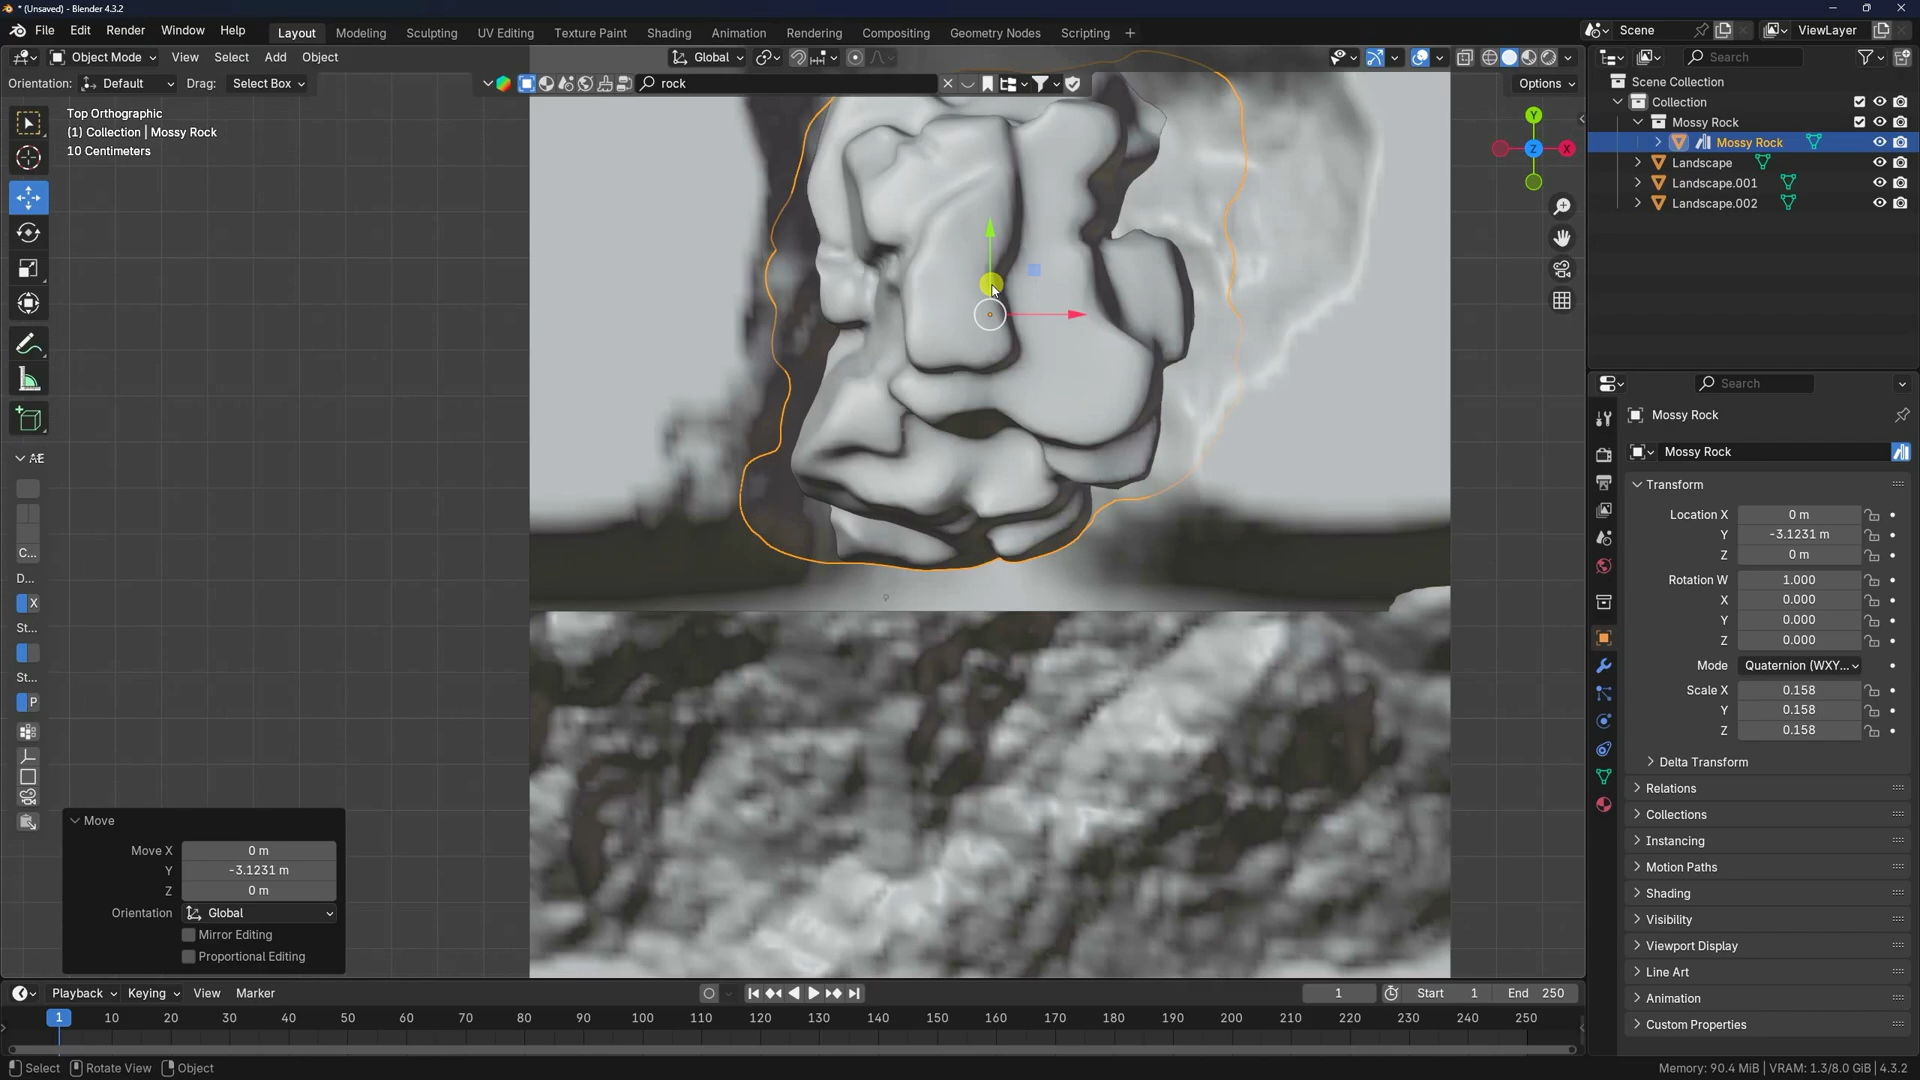 * (Unsaved) - Blender 4.3.2
File Edit Render Window Help Layout Modeling Sculpting UV Editing Texture Paint Shading Animation Rendering Compositing Geometry Nodes Scripting + Scene ViewLayer
Object Mode View Select Add Object Global Search
Orientation: Default Drag: Select Box rock Options
Top Orthographic
(1) Collection | Mossy Rock
10 Centimeters
Y
X
Z
Scene Collection
Collection
Mossy Rock
Mossy Rock
Landscape
Landscape.001
Landscape.002
Search
Mossy Rock
Mossy Rock
Transform
Location X 0 m
Y -3.1231 m
Z 0 m
Rotation W 1.000
X 0.000
Y 0.000
Z 0.000
Mode Quaternion (WXY...
Scale X 0.158
Y 0.158
Z 0.158
Delta Transform
Relations
Collections
Instancing
Motion Paths
Shading
Visibility
Viewport Display
Line Art
Animation
Custom Properties
Æ
C...
D...
X
St...
St...
P
Move
Move X 0 m
Y -3.1231 m
Z 0 m
Orientation Global
Mirror Editing
Proportional Editing
Playback Keying View Marker 1 Start 1 End 250
1 10 20 30 40 50 60 70 80 90 100 110 120 130 140 150 160 170 180 190 200 210 220 230 240 250
Select Rotate View Object Memory: 90.4 MiB | VRAM: 1.3/8.0 GiB | 4.3.2